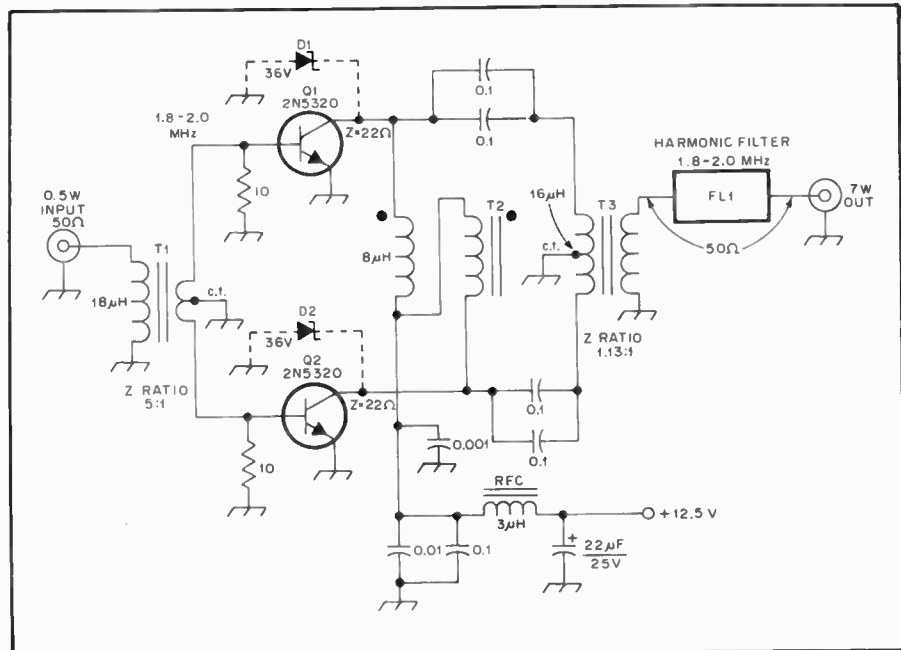 D1
36V
Q1
2N5320
1.8-2.0
MHz
Z=22Ω
0.1
0.1
10
0.5W
INPUT
50Ω
T1
18µH
c.t.
Z RATIO
5:1
8µH
T2
16µH
c.t.
T3
HARMONIC FILTER
1.8-2.0 MHz
FL1
50Ω
7W
OUT
Z RATIO
1.13:1
D2
36V
Q2
2N5320
Z=22Ω
10
0.1
0.1
0.001
RFC
3µH
+12.5 V
0.01
0.1
+
22µF
25V